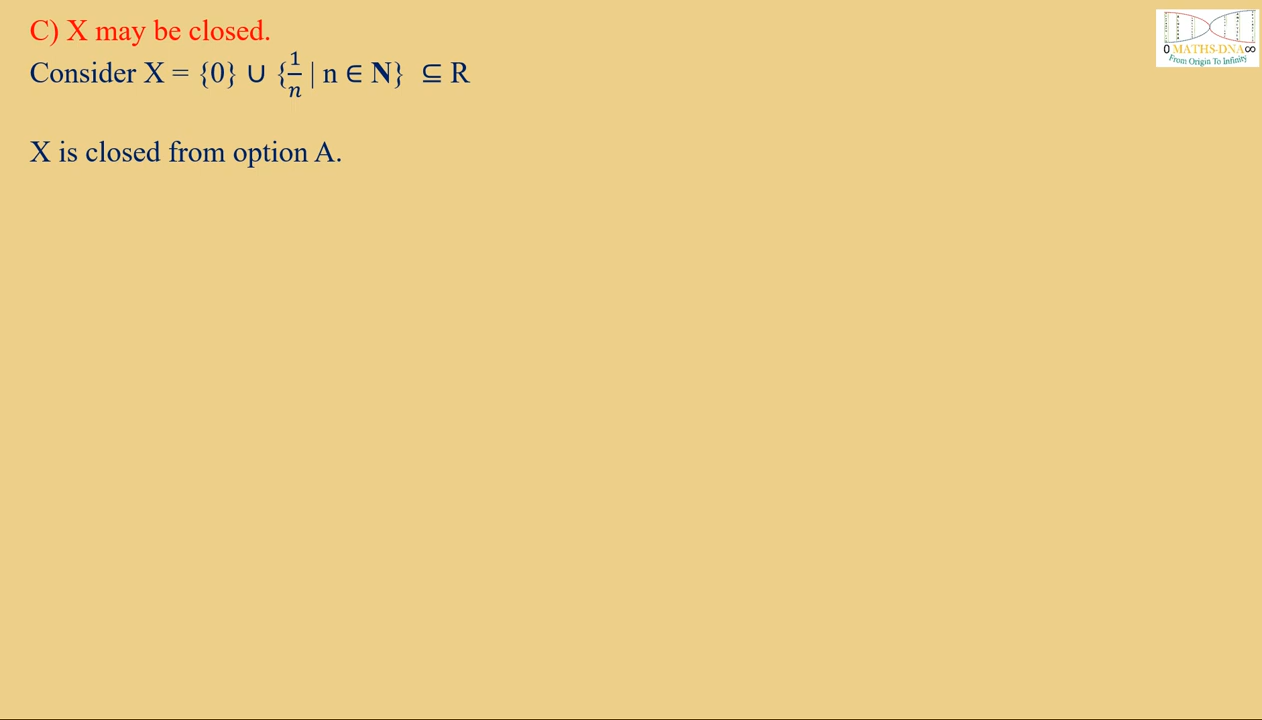 C) X may be closed.
Consider X = {0} ∪ {1/n | n ∈ N} ⊆ R
X is closed from option A.
0 MATHS-DNA ∞
From Origin To Infinity